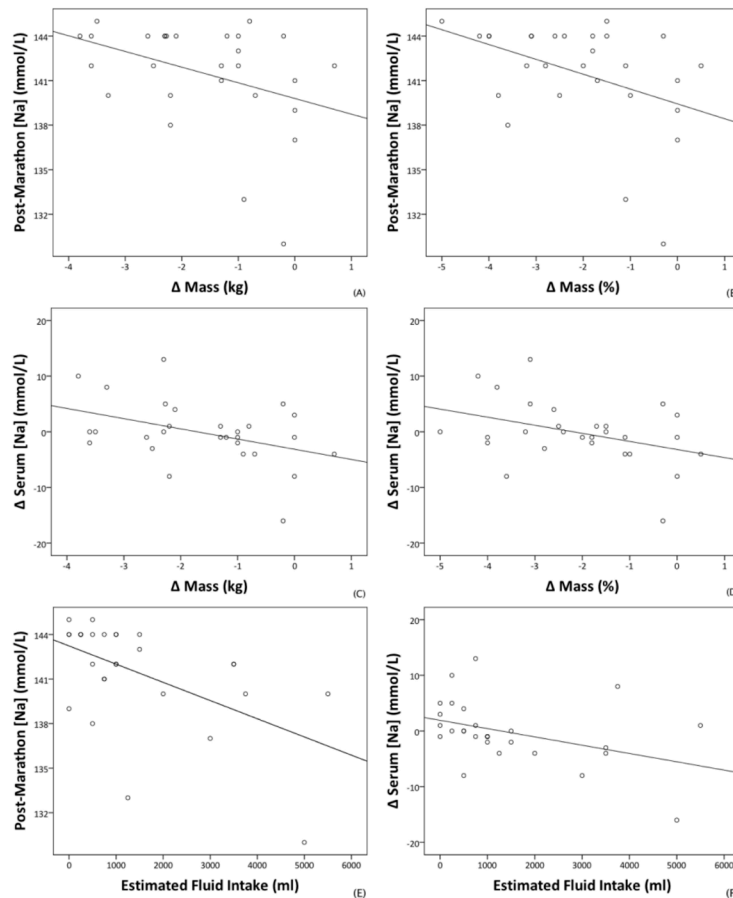 144
141
138
135
132
Post-Marathon [Na] (mmol/L)
-4 -3 -2 -1 0 1
Δ Mass (kg)
(A)
144
141
138
135
132
Post-Marathon [Na] (mmol/L)
-5 -4 -3 -2 -1 0 1
Δ Mass (%)
(B
20
10
0
-10
-20
Δ Serum [Na] (mmol/L)
-4 -3 -2 -1 0 1
Δ Mass (kg)
(C)
20
10
0
-10
-20
Δ Serum [Na] (mmol/L)
-5 -4 -3 -2 -1 0 1
Δ Mass (%)
(D
144
141
138
135
132
Post-Marathon [Na] (mmol/L)
0 1000 2000 3000 4000 5000 6000
Estimated Fluid Intake (ml)
(E)
20
10
0
-10
-20
Δ Serum [Na] (mmol/L)
0 1000 2000 3000 4000 5000 6000
Estimated Fluid Intake (ml)
(F